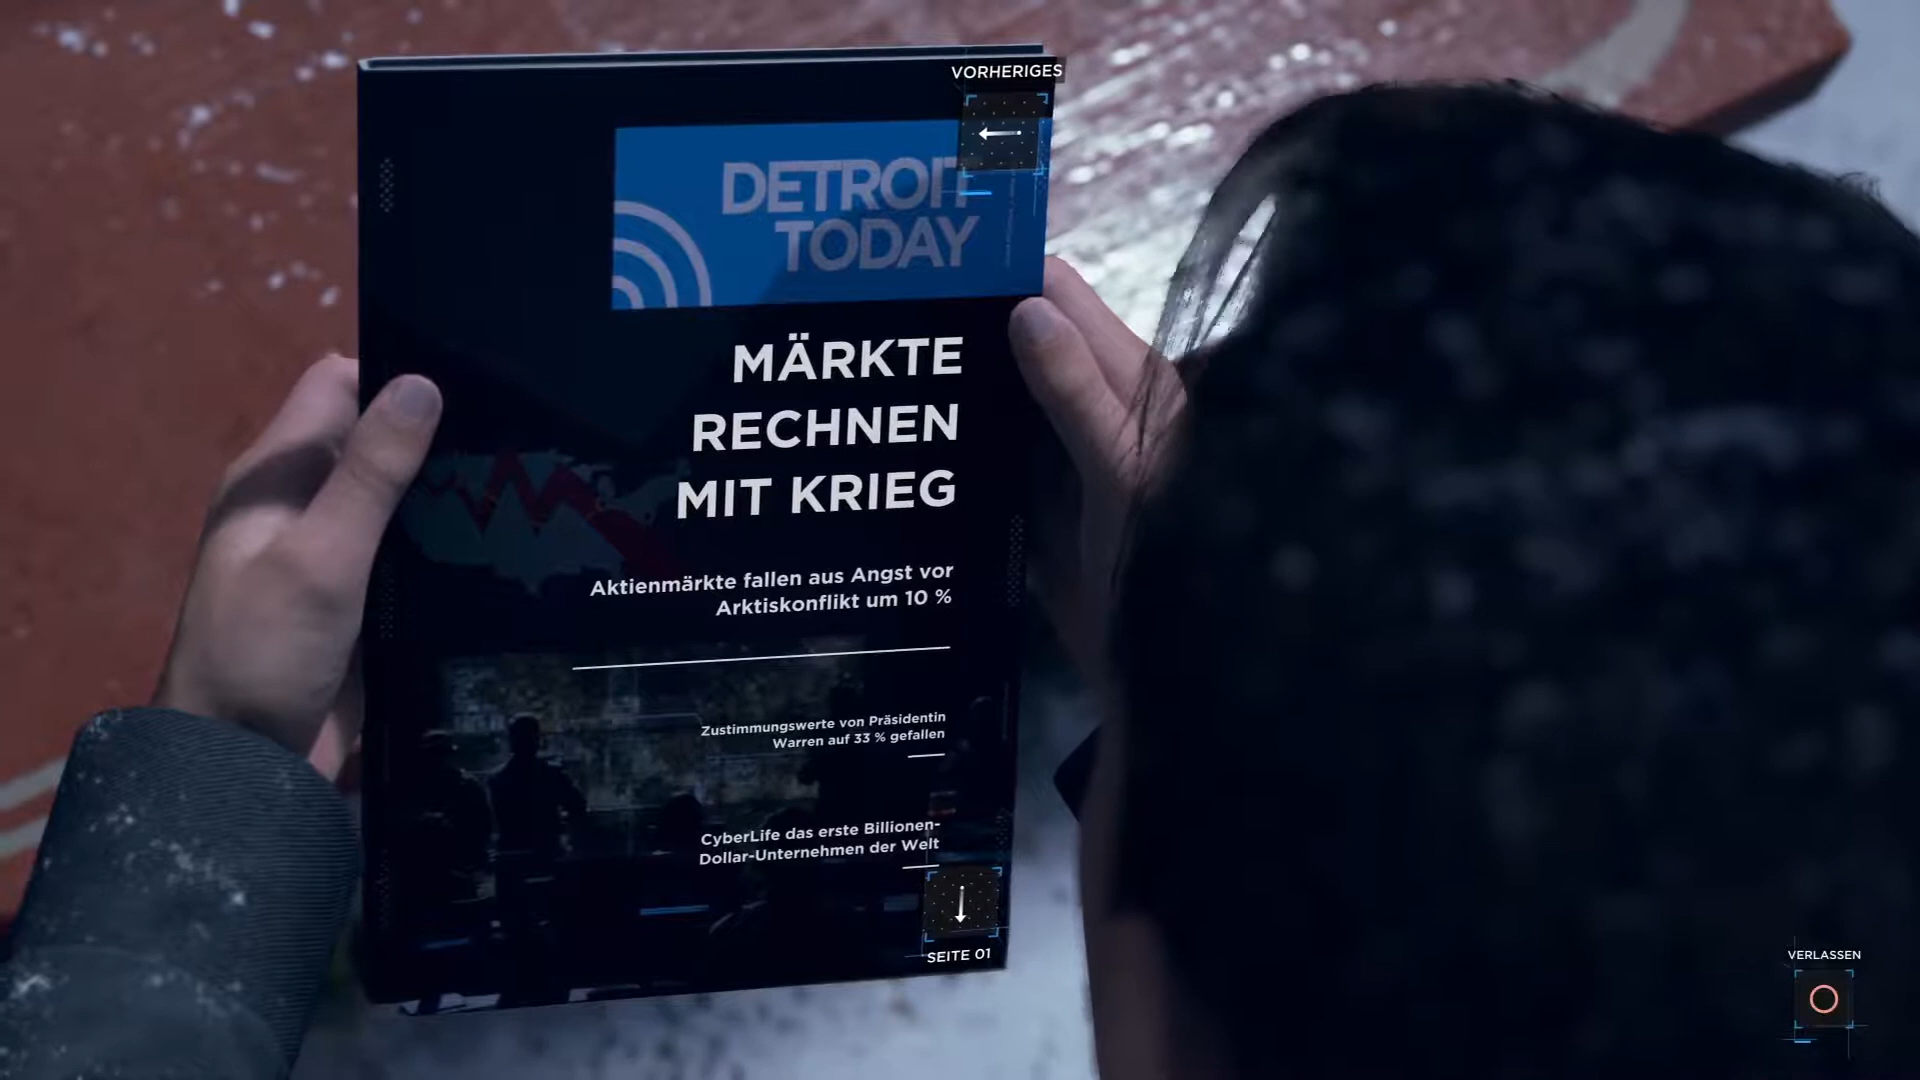 VORHERIGES
DETROIT
TODAY
MÄRKTE
RECHNEN
MIT KRIEG
Aktienmärkte fallen aus Angst vor
Arktiskonflikt um 10 %
Zustimmungswerte von Präsidentin
Warren auf 33 % gefallen
CyberLife das erste Billionen-
Dollar-Unternehmen der Welt
SEITE 01
VERLASSEN